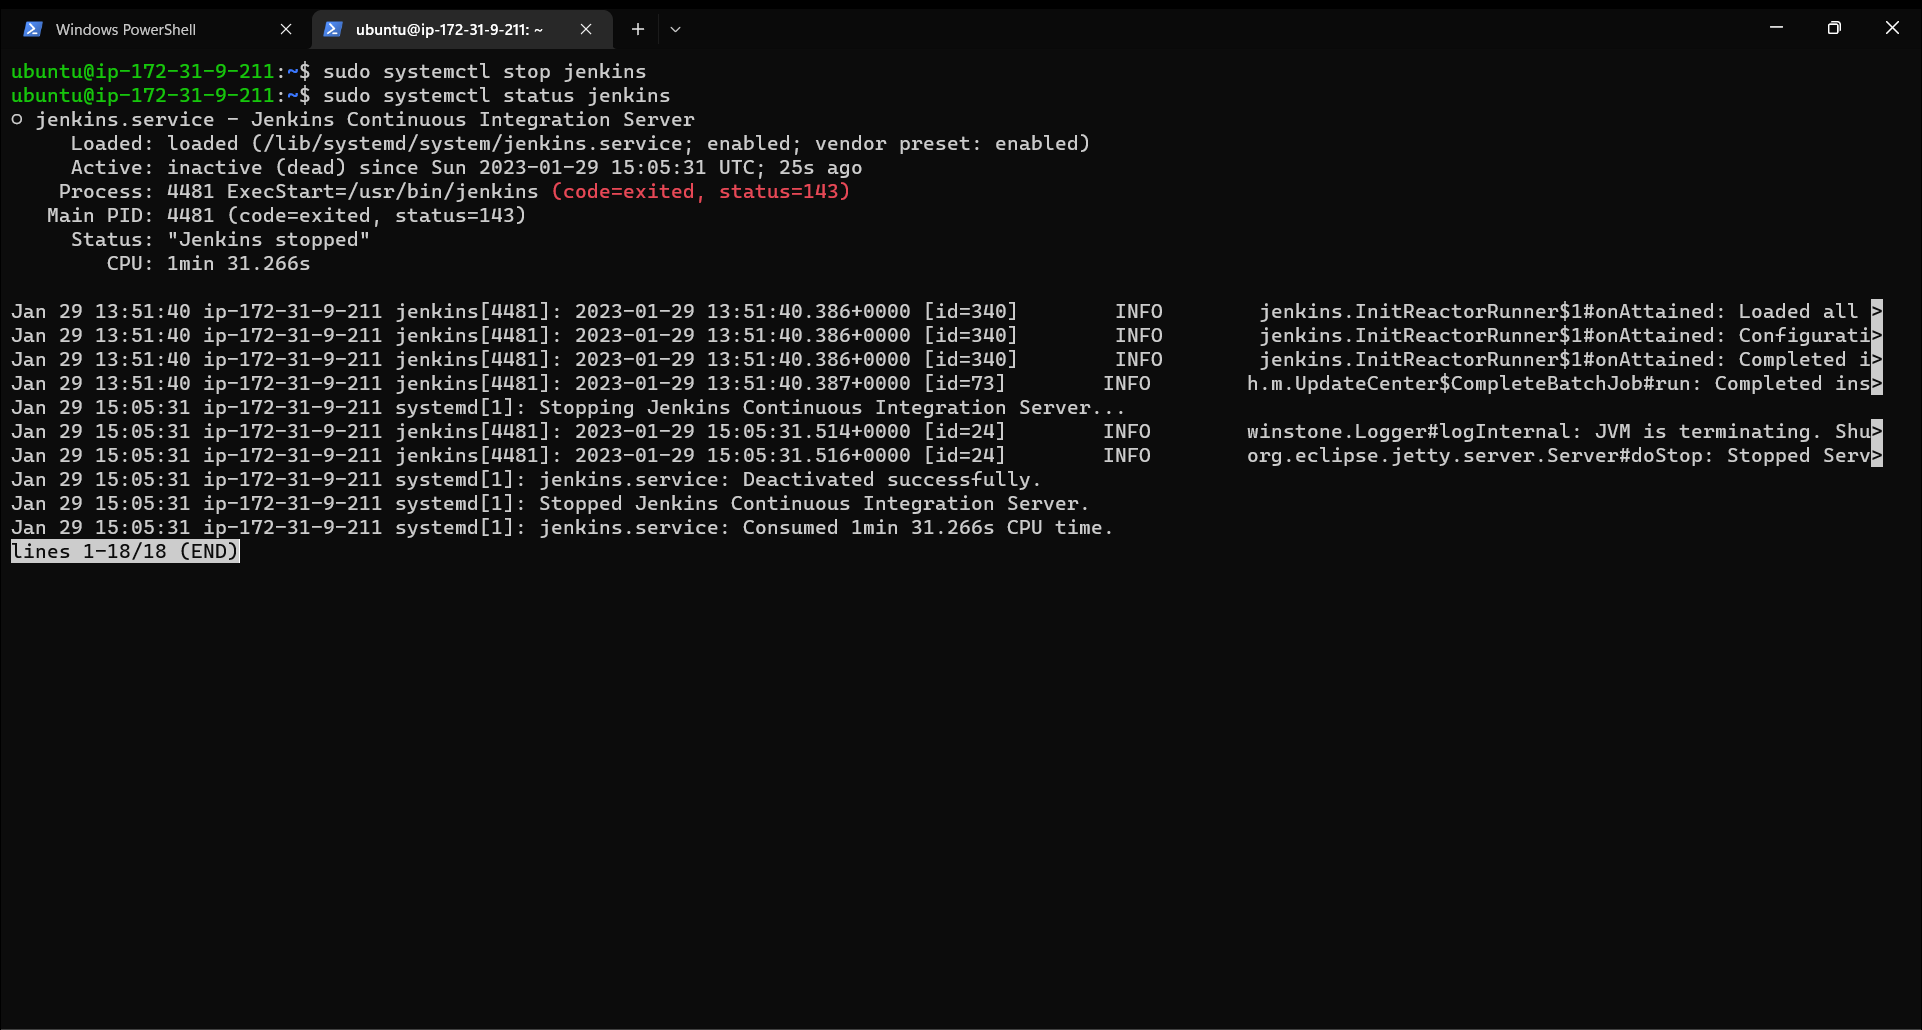 Windows PowerShell
ubuntu@ip-172-31-9-211: ~
ubuntu@ip-172-31-9-211:~$ sudo systemctl stop jenkins
ubuntu@ip-172-31-9-211:~$ sudo systemctl status jenkins
○ jenkins.service - Jenkins Continuous Integration Server
     Loaded: loaded (/lib/systemd/system/jenkins.service; enabled; vendor preset: enabled)
     Active: inactive (dead) since Sun 2023-01-29 15:05:31 UTC; 25s ago
    Process: 4481 ExecStart=/usr/bin/jenkins (code=exited, status=143)
   Main PID: 4481 (code=exited, status=143)
     Status: "Jenkins stopped"
        CPU: 1min 31.266s

Jan 29 13:51:40 ip-172-31-9-211 jenkins[4481]: 2023-01-29 13:51:40.386+0000 [id=340]        INFO        jenkins.InitReactorRunner$1#onAttained: Loaded all >
Jan 29 13:51:40 ip-172-31-9-211 jenkins[4481]: 2023-01-29 13:51:40.386+0000 [id=340]        INFO        jenkins.InitReactorRunner$1#onAttained: Configurati>
Jan 29 13:51:40 ip-172-31-9-211 jenkins[4481]: 2023-01-29 13:51:40.386+0000 [id=340]        INFO        jenkins.InitReactorRunner$1#onAttained: Completed i>
Jan 29 13:51:40 ip-172-31-9-211 jenkins[4481]: 2023-01-29 13:51:40.387+0000 [id=73]        INFO        h.m.UpdateCenter$CompleteBatchJob#run: Completed ins>
Jan 29 15:05:31 ip-172-31-9-211 systemd[1]: Stopping Jenkins Continuous Integration Server...
Jan 29 15:05:31 ip-172-31-9-211 jenkins[4481]: 2023-01-29 15:05:31.514+0000 [id=24]        INFO        winstone.Logger#logInternal: JVM is terminating. Shu>
Jan 29 15:05:31 ip-172-31-9-211 jenkins[4481]: 2023-01-29 15:05:31.516+0000 [id=24]        INFO        org.eclipse.jetty.server.Server#doStop: Stopped Serv>
Jan 29 15:05:31 ip-172-31-9-211 systemd[1]: jenkins.service: Deactivated successfully.
Jan 29 15:05:31 ip-172-31-9-211 systemd[1]: Stopped Jenkins Continuous Integration Server.
Jan 29 15:05:31 ip-172-31-9-211 systemd[1]: jenkins.service: Consumed 1min 31.266s CPU time.
lines 1-18/18 (END)